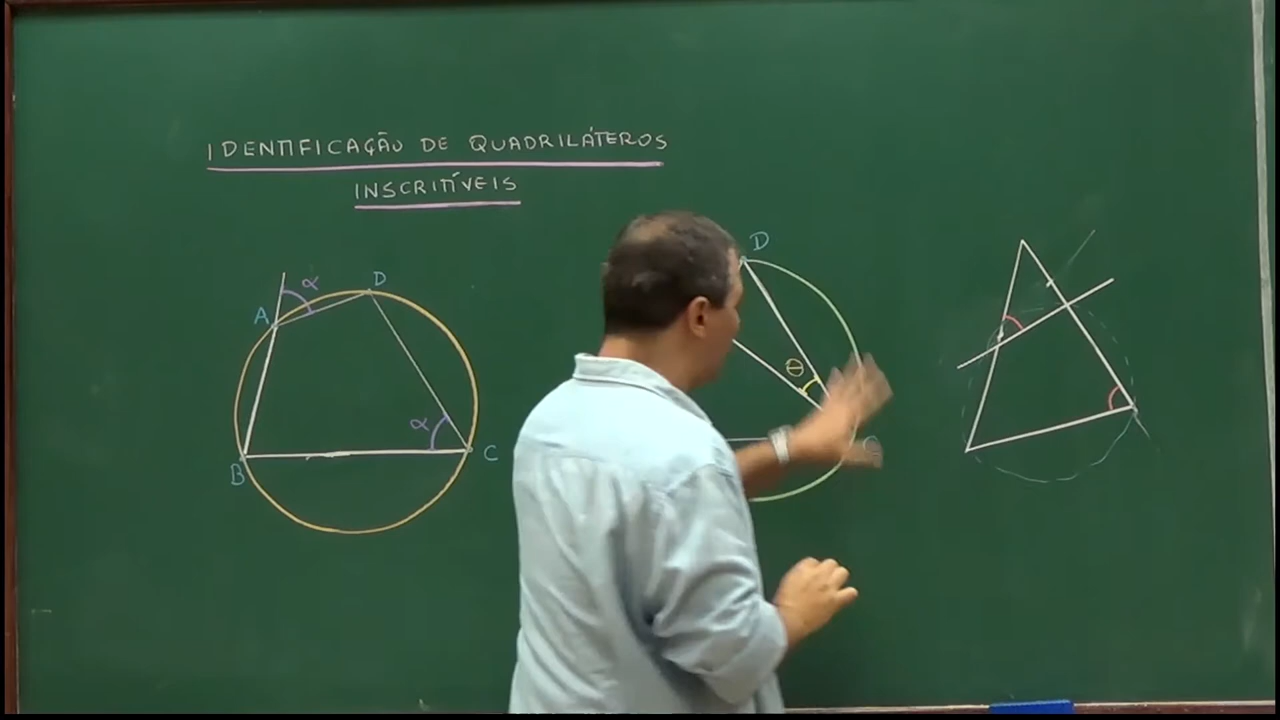 IDENTIFICAÇÃO DE QUADRILÁTEROS
INSCRITÍVEIS
A
α
D
α
B
C
D
θ